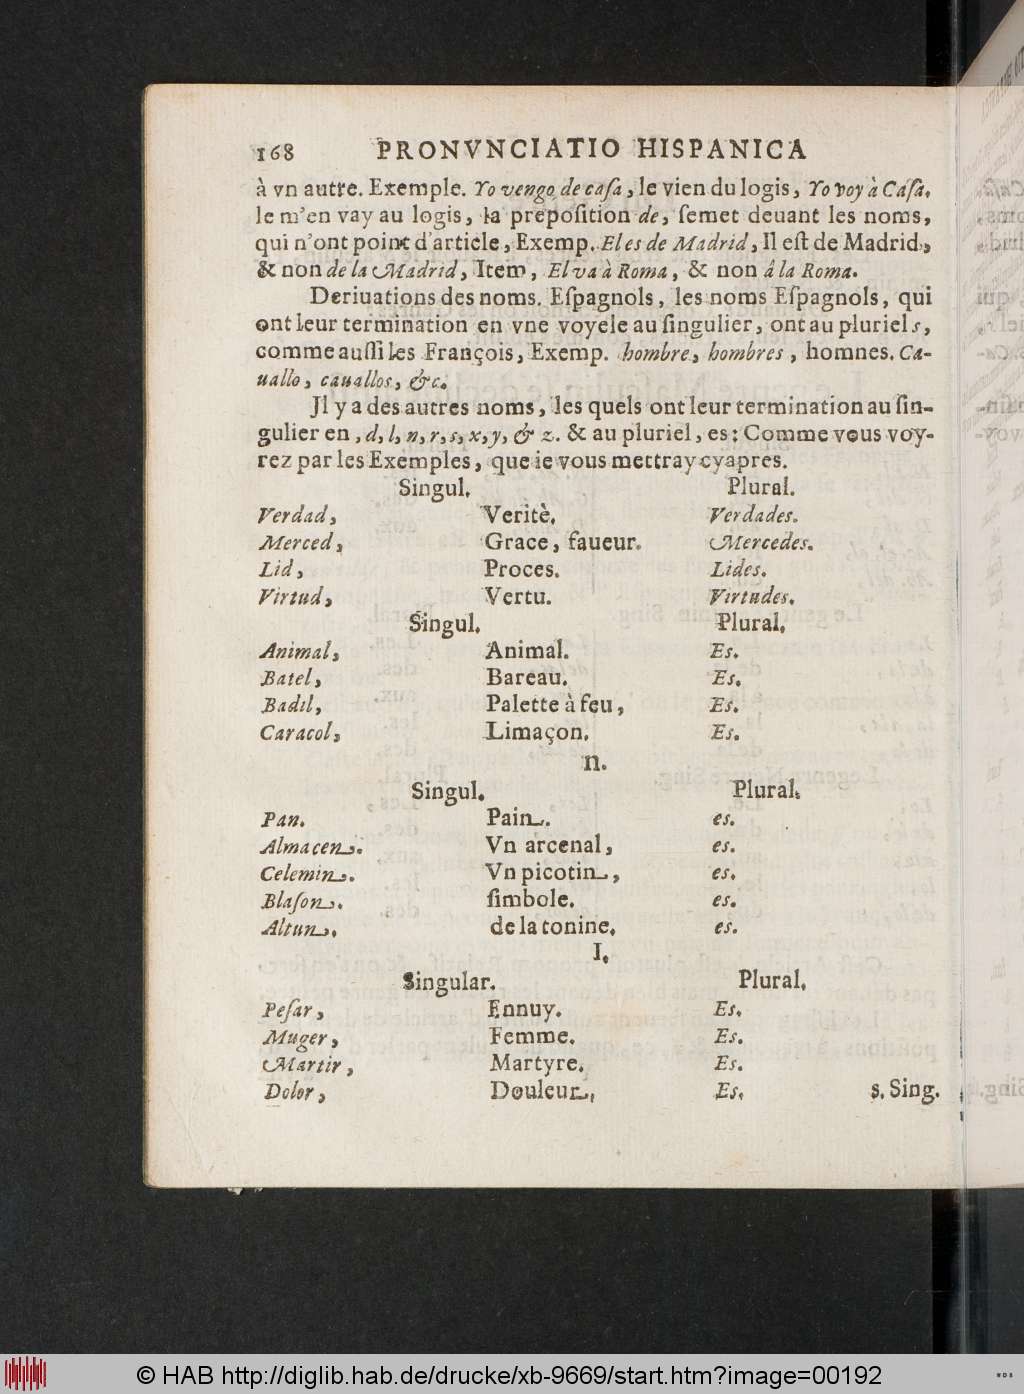 168 PRONVNCIATIO HISPANICA
à vn autre. Exemple. Yo vengo de caſa, le vien du logis, Yo voy à Caſa.
le m'en vay au logis, la prepoſition de, ſemet deuant les noms,
qui n'ont point d'article, Exemp. El es de Madrid, Il eſt de Madrid,
& non de la Madrid, Item, El va à Roma, & non á la Roma.
Deriuations des noms. Eſpagnols, les noms Eſpagnols, qui
ont leur termination en vne voyele au ſingulier, ont au pluriel s,
comme auſſi les François, Exemp. hombre, hombres, homnes. Ca-
uallo, cauallos, &c.
Jl y a des autres noms, les quels ont leur termination au ſin-
gulier en, d, l, n, r, s, x, y, & z. & au pluriel, es: Comme vous voy-
rez par les Exemples, que ie vous mettray cy apres.
Singul. Plural.
Verdad, Veritè. Verdades.
Merced, Grace, faueur. Mercedes.
Lid, Proces. Lides.
Virtud, Vertu. Virtudes.
Singul. Plural.
Animal, Animal. Es.
Batel, Bareau. Es.
Badil, Palette à feu, Es.
Caracol, Limaçon. Es.
n.
Singul. Plural.
Pan. Pain. es.
Almacen. Vn arcenal, es.
Celemin. Vn picotin, es.
Blaſon. ſimbole. es.
Altun. de la tonine. es.
I.
Singular. Plural.
Peſar, Ennuy. Es.
Muger, Femme. Es.
Martir, Martyre. Es.
Dolor, Douleur, Es. s. Sing.
© HAB http://diglib.hab.de/drucke/xb-9669/start.htm?image=00192